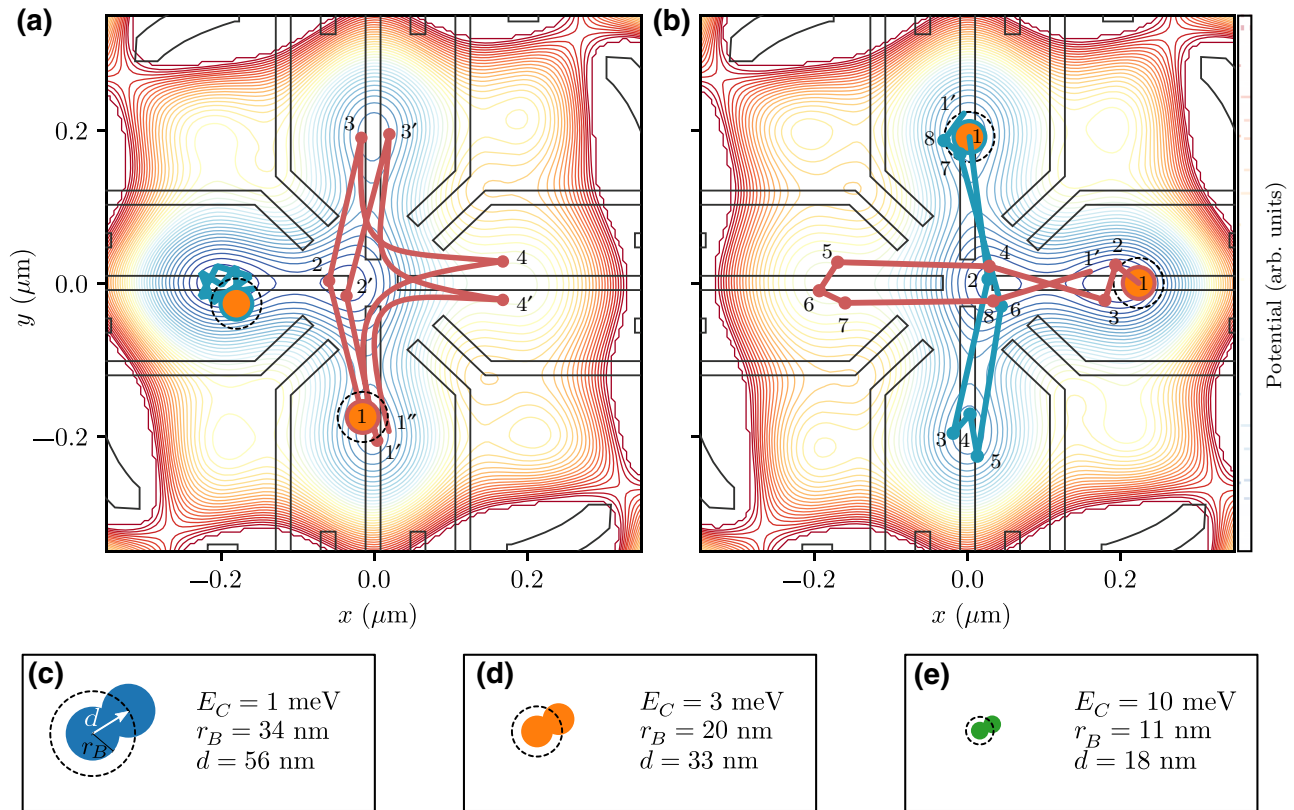 (a)
0.2
0.0
−0.2
y (μm)
−0.2
0.0
0.2
x (μm)
3
3′
2
2′
4
4′
1
1″
1′
(b)
1′
8
1
7
5
4
1′
2
6
2
1
7
8
6
3
3
4
5
−0.2
0.0
0.2
x (μm)
Potential (arb. units)
(c)
d
r_B
E_C = 1 meV
r_B = 34 nm
d = 56 nm
(d)
E_C = 3 meV
r_B = 20 nm
d = 33 nm
(e)
E_C = 10 meV
r_B = 11 nm
d = 18 nm